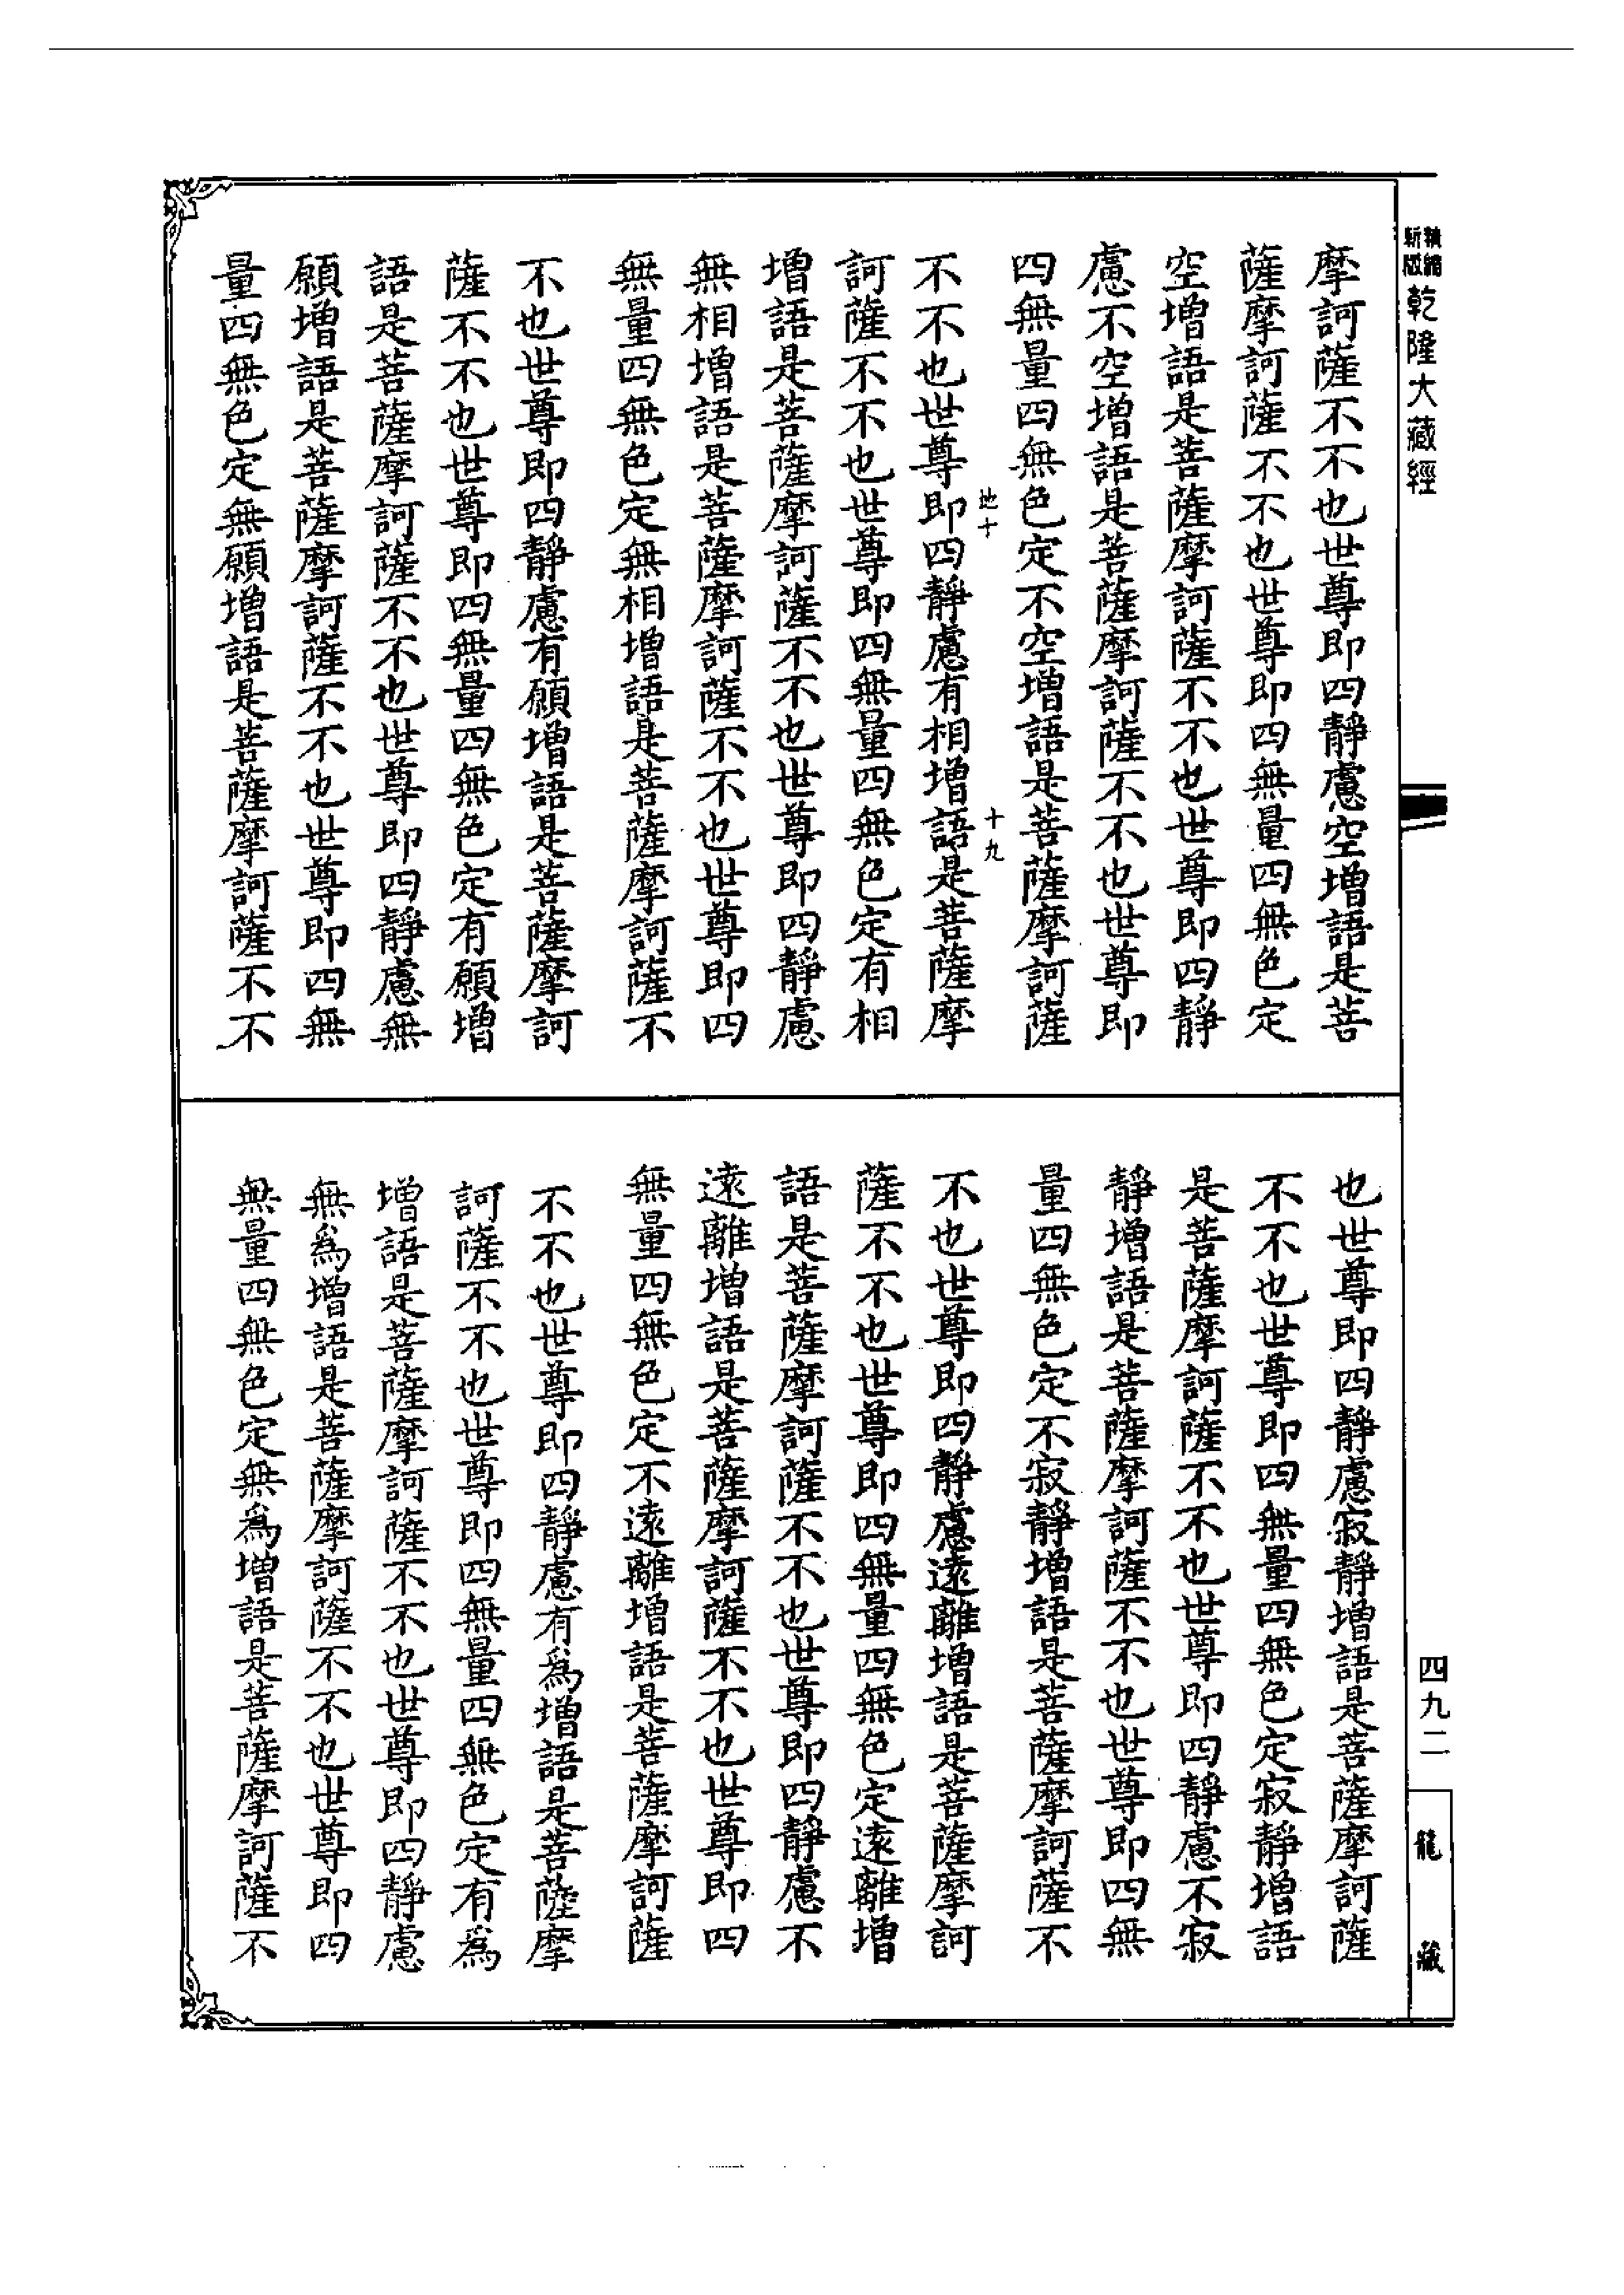 新版精縮乾隆大藏經
摩訶薩不不也世尊即四靜慮空增語是菩
薩摩訶薩不不也世尊即四無量四無色定
空增語是菩薩摩訶薩不不也世尊即四靜
慮不空增語是菩薩摩訶薩不不也世尊即
四無量四無色定不空增語是菩薩摩訶薩
地十 十九
不不也世尊即四靜慮有相增語是菩薩摩
訶薩不不也世尊即四無量四無色定有相
增語是菩薩摩訶薩不不也世尊即四靜慮
無相增語是菩薩摩訶薩不不也世尊即四
無量四無色定無相增語是菩薩摩訶薩不
不也世尊即四靜慮有願增語是菩薩摩訶
薩不不也世尊即四無量四無色定有願增
語是菩薩摩訶薩不不也世尊即四靜慮無
願增語是菩薩摩訶薩不不也世尊即四無
量四無色定無願增語是菩薩摩訶薩不不
也世尊即四靜慮寂靜增語是菩薩摩訶薩
不不也世尊即四無量四無色定寂靜增語
是菩薩摩訶薩不不也世尊即四靜慮不寂
靜增語是菩薩摩訶薩不不也世尊即四無
量四無色定不寂靜增語是菩薩摩訶薩不
不也世尊即四靜慮遠離增語是菩薩摩訶
薩不不也世尊即四無量四無色定遠離增
語是菩薩摩訶薩不不也世尊即四靜慮不
遠離增語是菩薩摩訶薩不不也世尊即四
無量四無色定不遠離增語是菩薩摩訶薩
不不也世尊即四靜慮有為增語是菩薩摩
訶薩不不也世尊即四無量四無色定有為
增語是菩薩摩訶薩不不也世尊即四靜慮
無為增語是菩薩摩訶薩不不也世尊即四
無量四無色定無為增語是菩薩摩訶薩不
四九二
龍藏